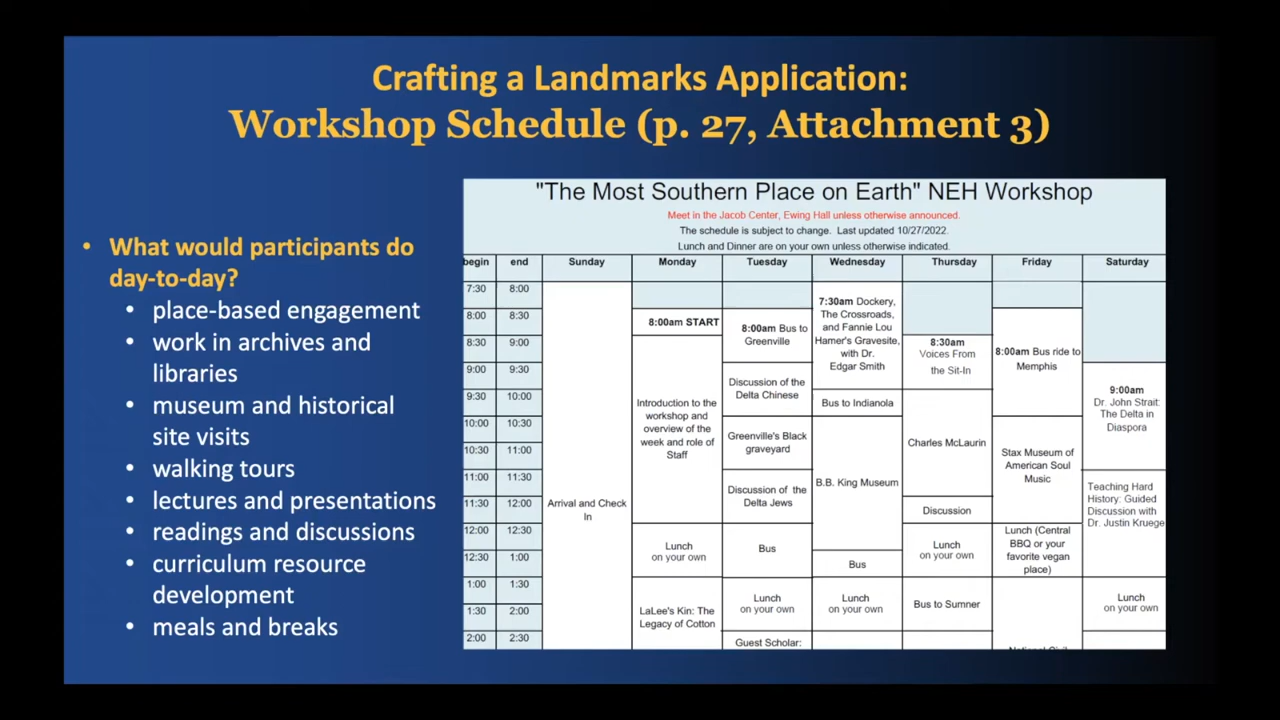 Crafting a Landmarks Application:
Workshop Schedule (p. 27, Attachment 3)
• What would participants do
day-to-day?
• place-based engagement
• work in archives and
libraries
• museum and historical
site visits
• walking tours
• lectures and presentations
• readings and discussions
• curriculum resource
development
• meals and breaks
"The Most Southern Place on Earth" NEH Workshop
Meet in the Jacob Center, Ewing Hall unless otherwise announced.
The schedule is subject to change. Last updated 10/27/2022.
Lunch and Dinner are on your own unless otherwise indicated.
begin end Sunday Monday Tuesday Wednesday Thursday Friday Saturday
7:30 8:00
8:00 8:30
8:30 9:00
9:00 9:30
9:30 10:00
10:00 10:30
10:30 11:00
11:00 11:30
11:30 12:00
12:00 12:30
12:30 1:00
1:00 1:30
1:30 2:00
2:00 2:30
Arrival and Check
In
8:00am START
Introduction to the
workshop and
overview of the
week and role of
Staff
Lunch
on your own
LaLee's Kin: The
Legacy of Cotton
8:00am Bus to
Greenville
Discussion of the
Delta Chinese
Greenville's Black
graveyard
Discussion of the
Delta Jews
Bus
Lunch
on your own
Guest Scholar:
7:30am Dockery,
The Crossroads,
and Fannie Lou
Hamer's Gravesite,
with Dr.
Edgar Smith
Bus to Indianola
B.B. King Museum
Bus
Lunch
on your own
8:30am
Voices From
the Sit-In
Charles McLaurin
Discussion
Lunch
on your own
Bus to Sumner
8:00am Bus ride to
Memphis
Stax Museum of
American Soul
Music
Lunch (Central
BBQ or your
favorite vegan
place)
9:00am
Dr. John Strait:
The Delta in
Diaspora
Teaching Hard
History: Guided
Discussion with
Dr. Justin Kruege
Lunch
on your own